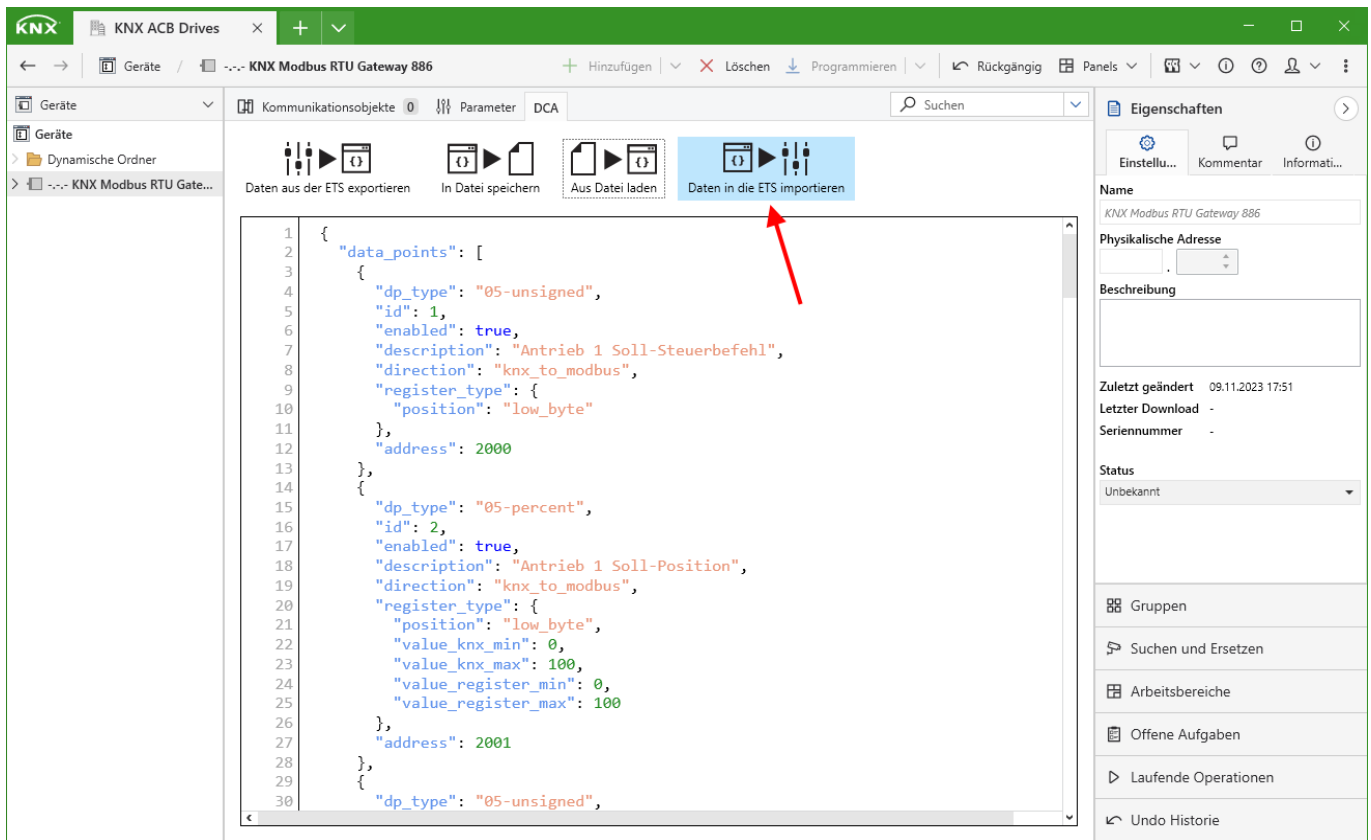 KNX KNX ACB Drives
Geräte / -.-.- KNX Modbus RTU Gateway 886 Hinzufügen Löschen Programmieren Rückgängig Panels
Geräte
Geräte
Dynamische Ordner
-.-.- KNX Modbus RTU Gate...
Kommunikationsobjekte 0 Parameter DCA Suchen
Daten aus der ETS exportieren In Datei speichern Aus Datei laden Daten in die ETS importieren
1 {
2 "data_points": [
3 {
4 "dp_type": "05-unsigned",
5 "id": 1,
6 "enabled": true,
7 "description": "Antrieb 1 Soll-Steuerbefehl",
8 "direction": "knx_to_modbus",
9 "register_type": {
10 "position": "low_byte"
11 },
12 "address": 2000
13 },
14 {
15 "dp_type": "05-percent",
16 "id": 2,
17 "enabled": true,
18 "description": "Antrieb 1 Soll-Position",
19 "direction": "knx_to_modbus",
20 "register_type": {
21 "position": "low_byte",
22 "value_knx_min": 0,
23 "value_knx_max": 100,
24 "value_register_min": 0,
25 "value_register_max": 100
26 },
27 "address": 2001
28 },
29 {
30 "dp_type": "05-unsigned",
Eigenschaften
Einstellu... Kommentar Informati...
Name
KNX Modbus RTU Gateway 886
Physikalische Adresse
.
Beschreibung
Zuletzt geändert 09.11.2023 17:51
Letzter Download -
Seriennummer -
Status
Unbekannt
Gruppen
Suchen und Ersetzen
Arbeitsbereiche
Offene Aufgaben
Laufende Operationen
Undo Historie